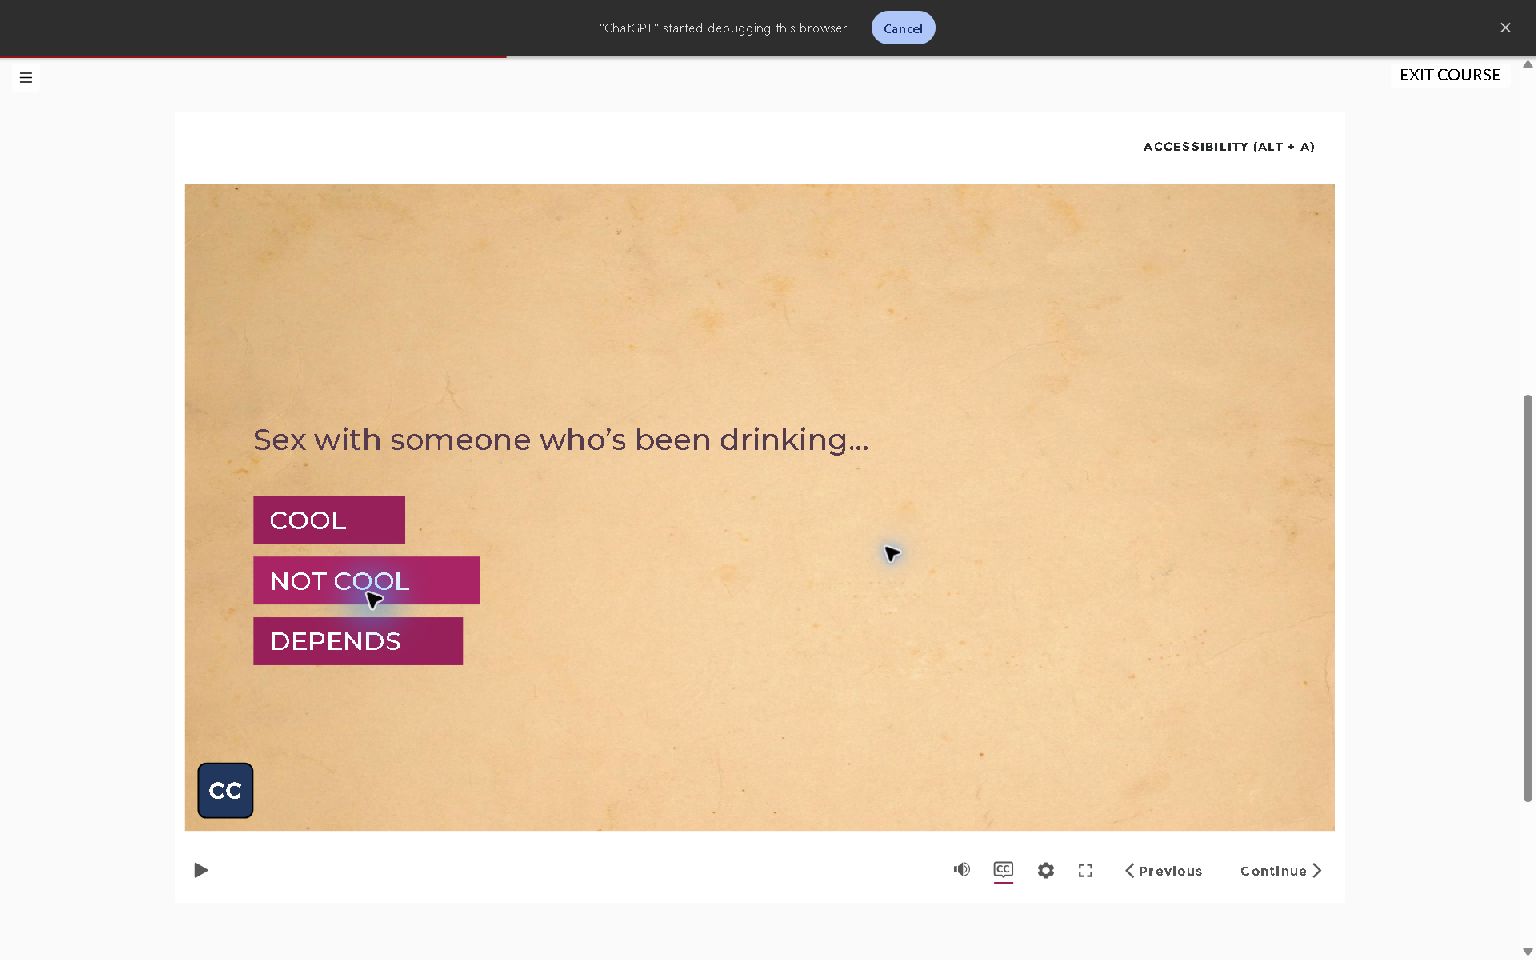 "ChatGPT" started debugging this browser
Cancel
EXIT COURSE
ACCESSIBILITY (ALT + A)
Sex with someone who's been drinking...
COOL
NOT COOL
DEPENDS
CC
CC
Previous
Continue